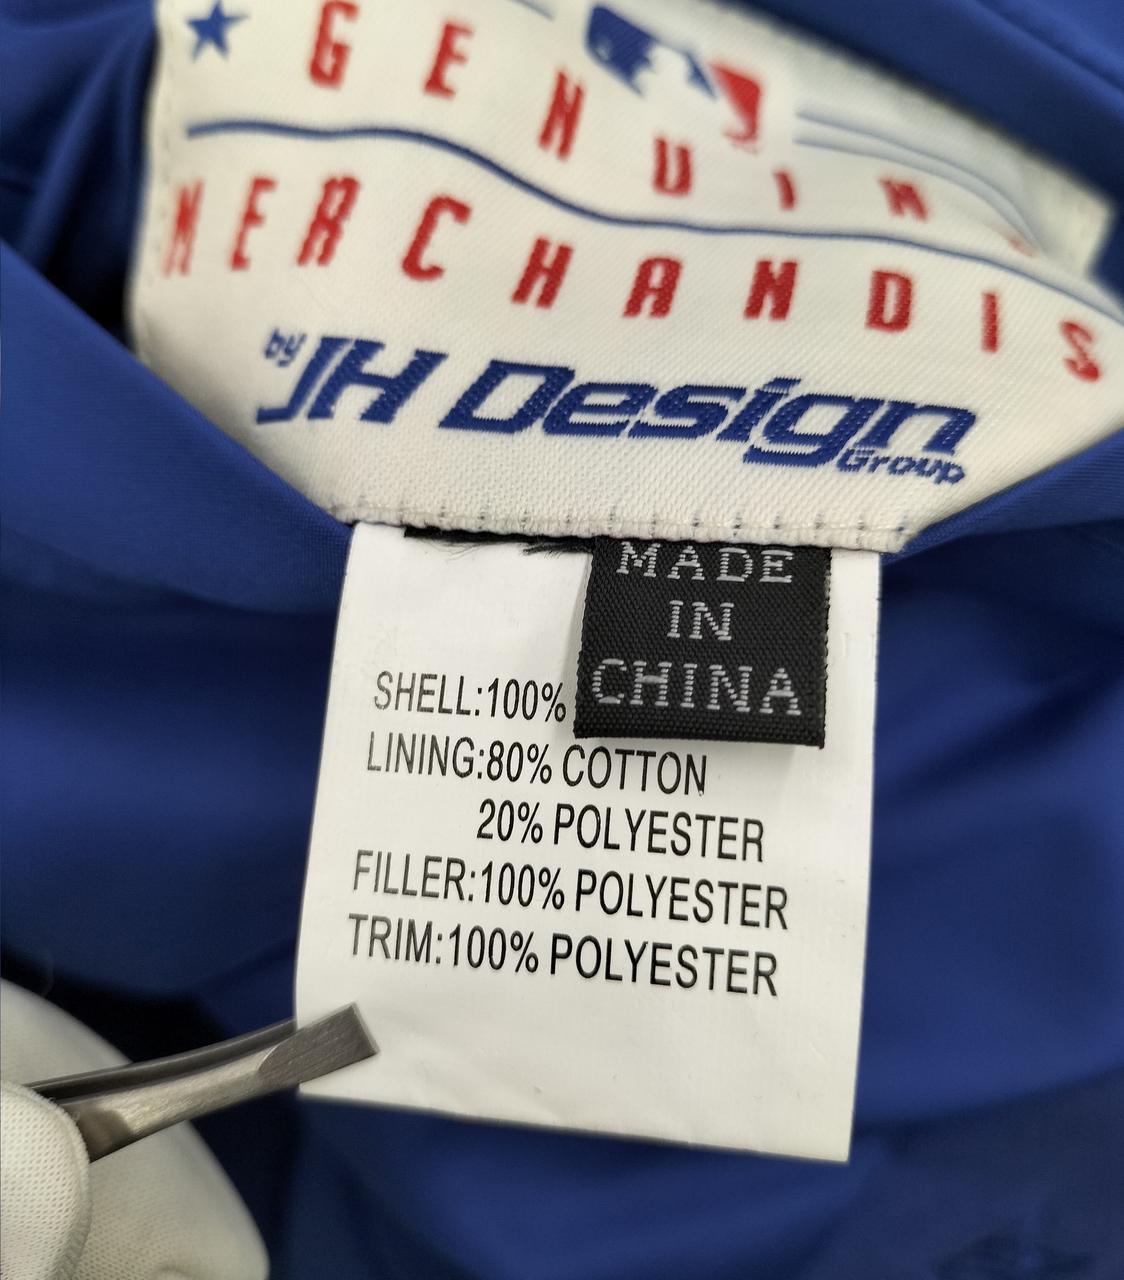 GENUIN
MERCHANDIS
by JH Design
Group
MADE
IN
CHINA
SHELL:100%
LINING:80% COTTON
20% POLYESTER
FILLER:100% POLYESTER
TRIM:100% POLYESTER